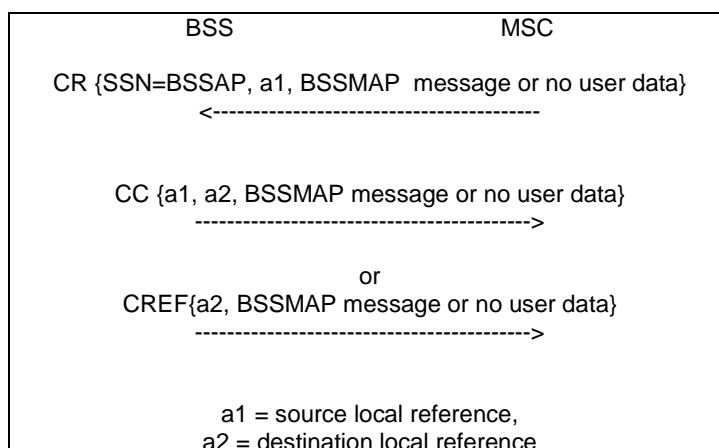 BSS MSC
CR {SSN=BSSAP, a1, BSSMAP message or no user data}
<-----------------------------------------
CC {a1, a2, BSSMAP message or no user data}
------------------------------------------>
or
CREF{a2, BSSMAP message or no user data}
------------------------------------------>
a1 = source local reference,
a2 = destination local reference